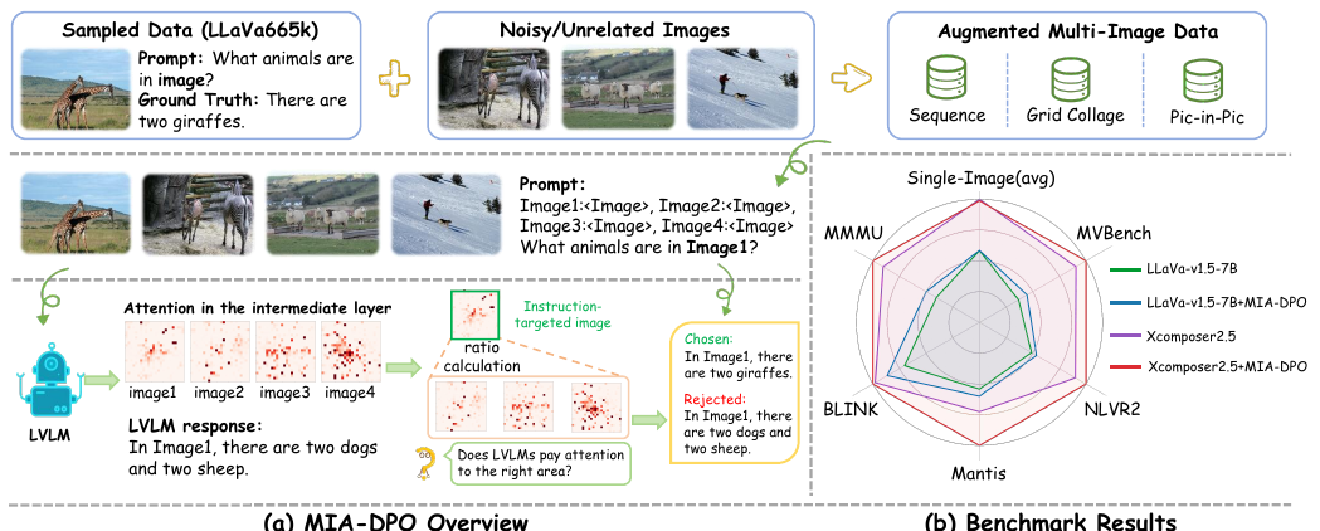 Sampled Data (LLaVa665k)
Prompt: What animals are
in image?
Ground Truth: There are
two giraffes.
Noisy/Unrelated Images
Augmented Multi-Image Data
Sequence
Grid Collage
Pic-in-Pic
Prompt:
Image1:<Image>, Image2:<Image>,
Image3:<Image>, Image4:<Image>
What animals are in Image1?
Attention in the intermediate layer
image1
image2
image3
image4
LVLM
LVLM response:
In Image1, there are two dogs
and two sheep.
Instruction-
targeted image
ratio
calculation
Does LVLMs pay attention
to the right area?
Chosen:
In Image1, there
are two giraffes.
Rejected:
In Image1, there
are two dogs and
two sheep.
(a) MIA-DPO Overview
Single-Image(avg)
MMMU
MVBench
BLINK
NLVR2
Mantis
LLaVa-v1.5-7B
LLaVa-v1.5-7B+MIA-DPO
Xcomposer2.5
Xcomposer2.5+MIA-DPO
(b) Benchmark Results